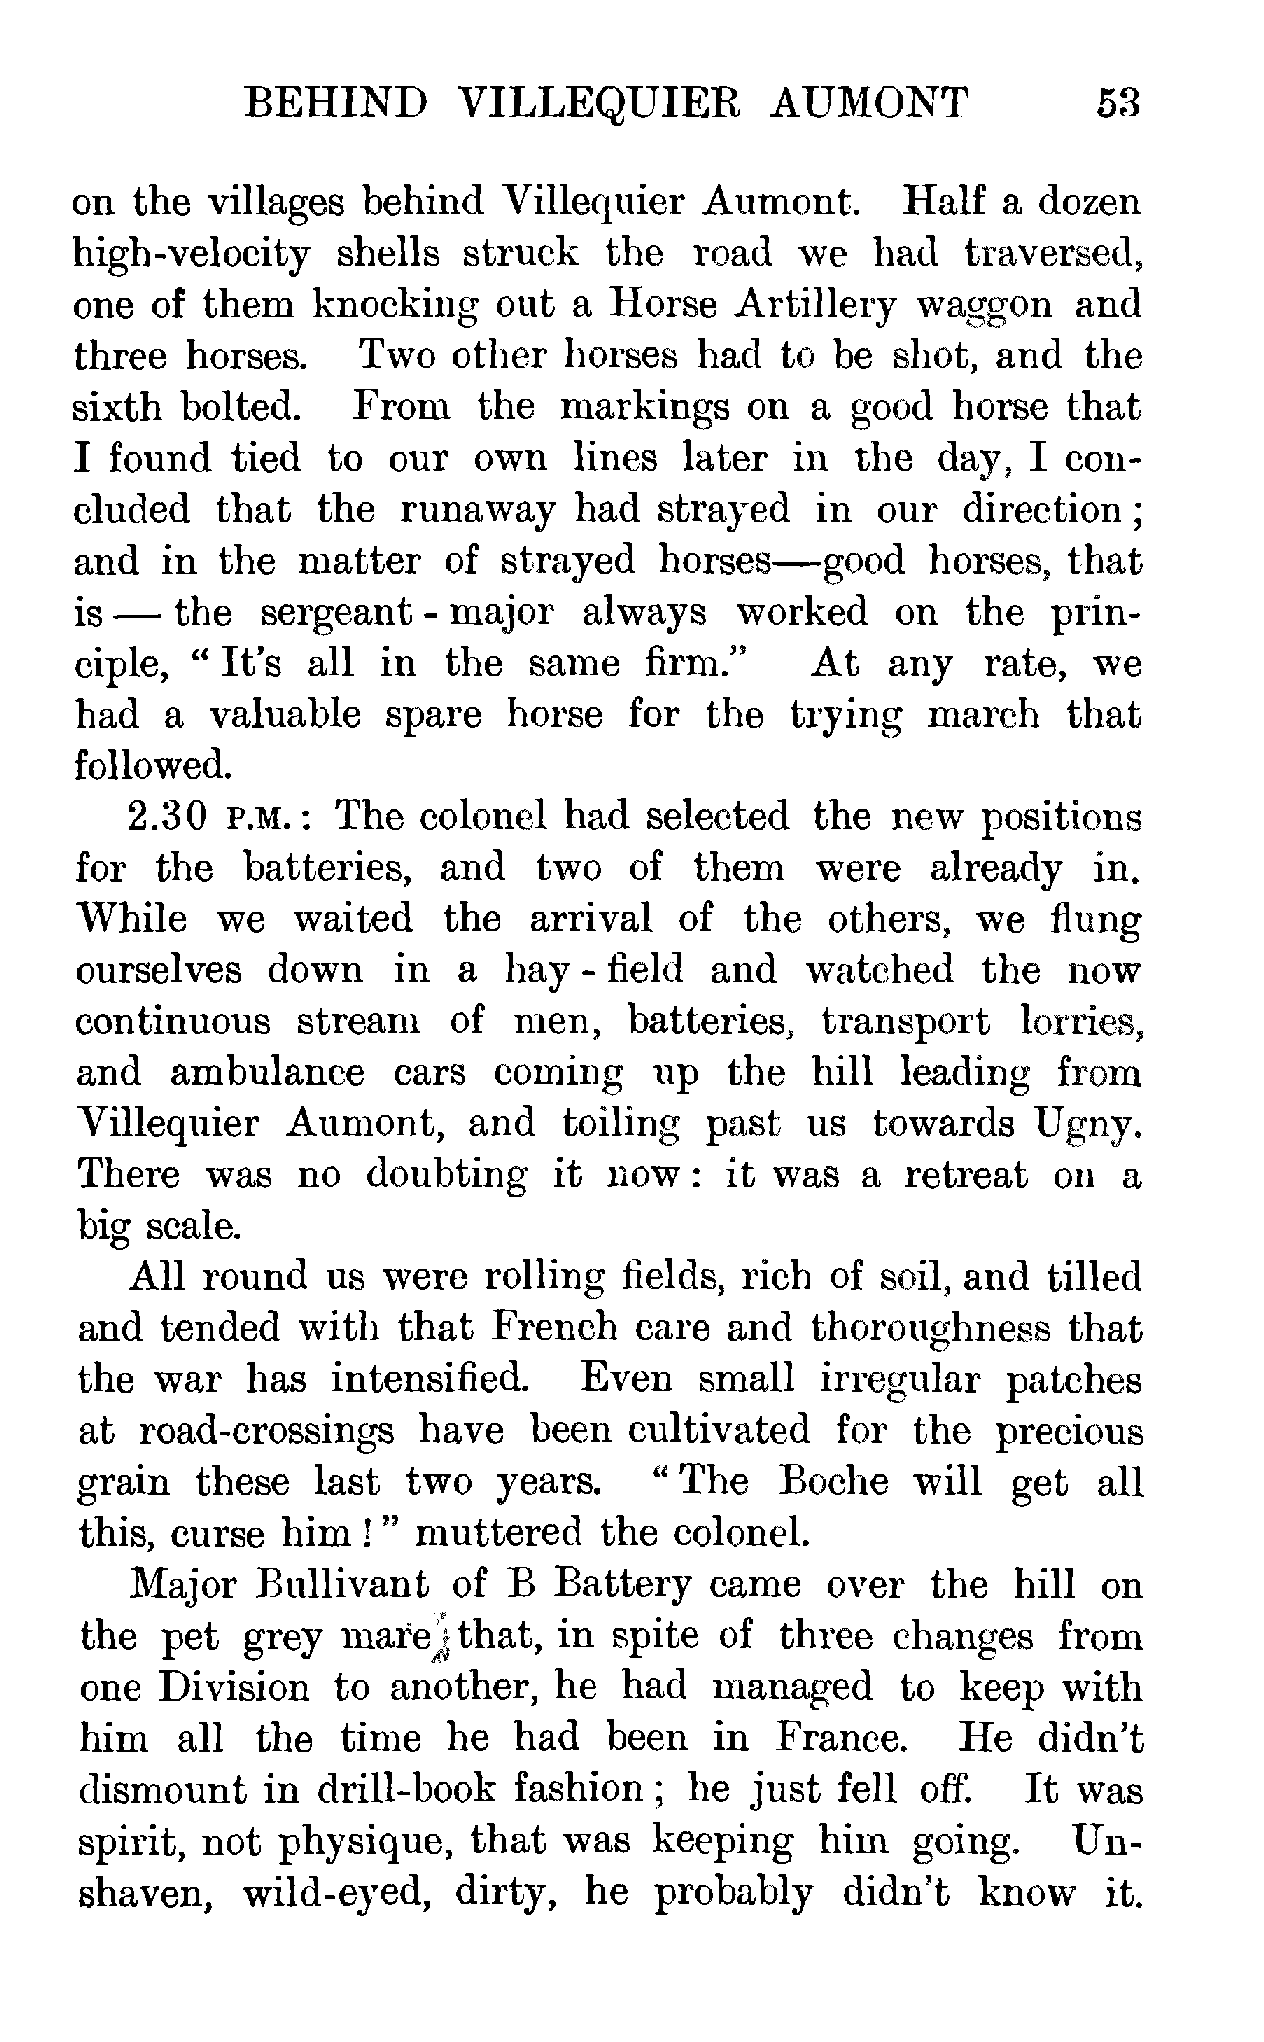 BEHIND VILLEQUIER AUMONT 53
on the villages behind Villequier Aumont. Half a dozen
high-velocity shells struck the road we had traversed,
one of them knocking out a Horse Artillery waggon and
three horses. Two other horses had to be shot, and the
sixth bolted. From the markings on a good horse that
I found tied to our own lines later in the day, I con-
cluded that the runaway had strayed in our direction ;
and in the matter of strayed horses—good horses, that
is — the sergeant - major always worked on the prin-
ciple, “ It’s all in the same firm.” At any rate, we
had a valuable spare horse for the trying march that
followed.
2.30 P.M. : The colonel had selected the new positions
for the batteries, and two of them were already in.
While we waited the arrival of the others, we flung
ourselves down in a hay - field and watched the now
continuous stream of men, batteries, transport lorries,
and ambulance cars coming up the hill leading from
Villequier Aumont, and toiling past us towards Ugny.
There was no doubting it now : it was a retreat on a
big scale.
All round us were rolling fields, rich of soil, and tilled
and tended with that French care and thoroughness that
the war has intensified. Even small irregular patches
at road-crossings have been cultivated for the precious
grain these last two years. “ The Boche will get all
this, curse him ! ” muttered the colonel.
Major Bullivant of B Battery came over the hill on
the pet grey mare that, in spite of three changes from
one Division to another, he had managed to keep with
him all the time he had been in France. He didn’t
dismount in drill-book fashion ; he just fell off. It was
spirit, not physique, that was keeping him going. Un-
shaven, wild-eyed, dirty, he probably didn’t know it.